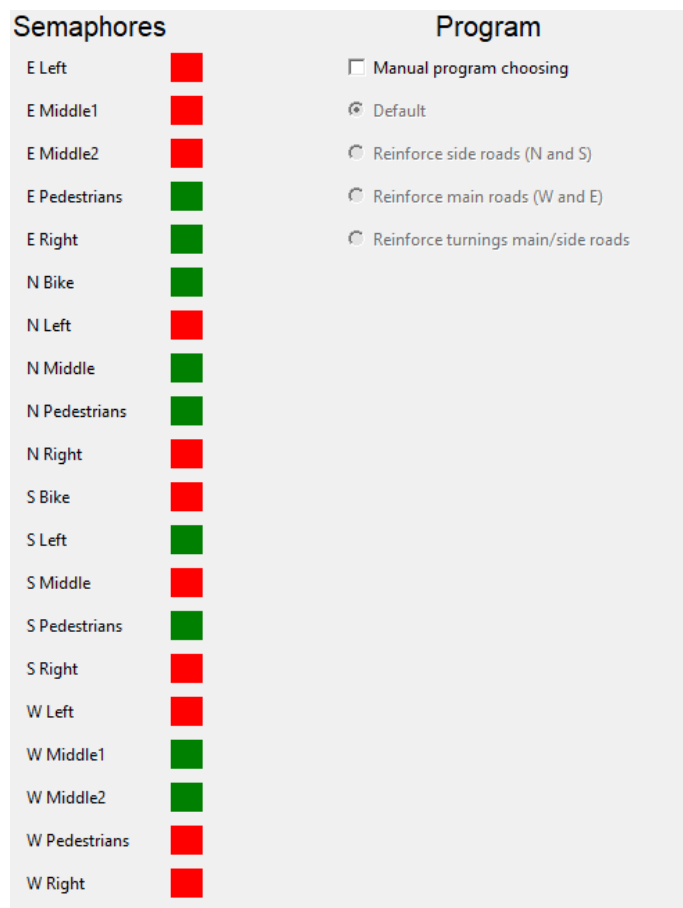 Semaphores
E Left
E Middle1
E Middle2
E Pedestrians
E Right
N Bike
N Left
N Middle
N Pedestrians
N Right
S Bike
S Left
S Middle
S Pedestrians
S Right
W Left
W Middle1
W Middle2
W Pedestrians
W Right
Program
Manual program choosing
Default
Reinforce side roads (N and S)
Reinforce main roads (W and E)
Reinforce turnings main/side roads